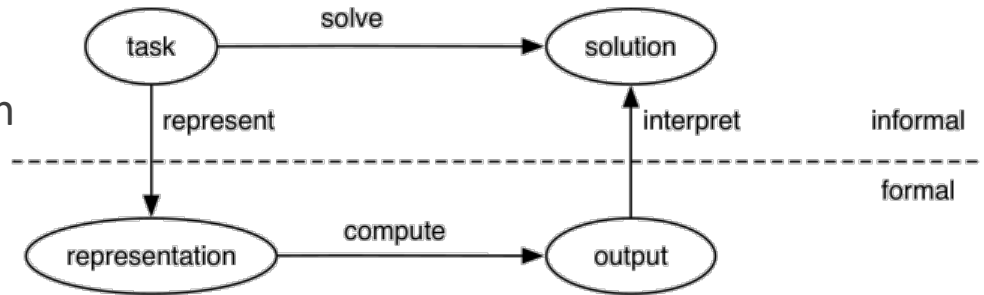 solve
task
solution
represent
interpret
informal
formal
compute
representation
output